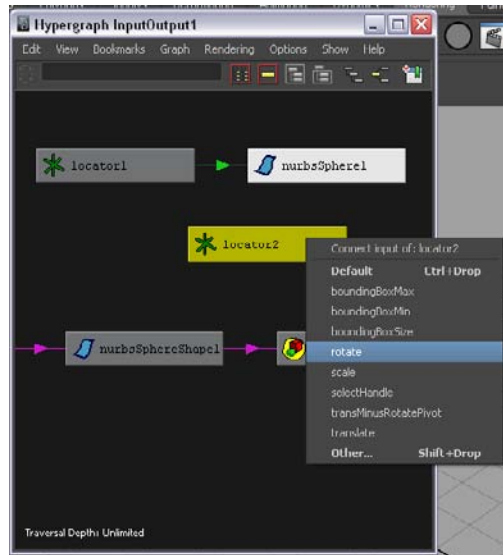 Hypergraph InputOutput1
Edit View Bookmarks Graph Rendering Options Show Help
locator1
nurbsSphere1
locator2
Connect input of: locator2
Default Ctrl+Drop
boundingBoxMax
boundingBoxMin
boundingBoxSize
nurbsSphereShape1
rotate
scale
selectHandle
transMinusRotatePivot
translate
Other... Shift+Drop
Traversal Depth: Unlimited